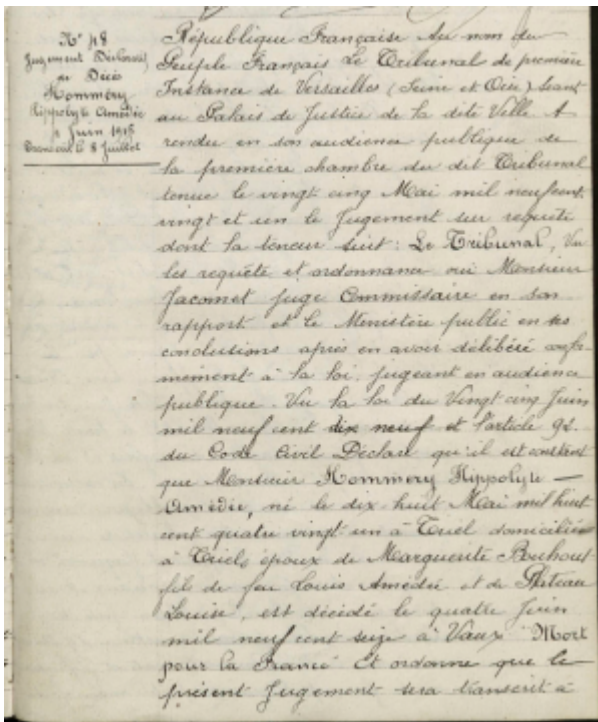 N° 48
Jugement Déclaratif
de Décès
Hommery
Hippolyte Amédée
Juin 1916
le 8 Juillet
République Française Au nom du
Peuple Français Le Tribunal de première
Instance de Versailles (Seine et Oise) Séant
au Palais de Justice de la dite Ville. A
rendu en son audience publique de
la première chambre du dit Tribunal
tenue le vingt cinq Mai mil neuf cent
vingt et un le Jugement sur requête
dont la teneur suit : Le Tribunal, Vu
les requête et ordonnance ouï Monsieur
Jacomet juge Commissaire en son
rapport et le Ministère public en ses
conclusions après en avoir délibéré confor-
mément à la loi, jugeant en audience
publique. Vu la loi du Vingt cinq Juin
mil neuf cent dix neuf et l'article 92.
du Code Civil Déclare qu'il est constant
que Monsieur Hommery Hippolyte —
Amédée, né le dix huit Mai mil huit
cent quatre vingt un à Triel domicilié
à Triels époux de Marguerite
fils de feu Louis Amédée et de
Louise, est décédé le quatre Juin
mil neuf cent seize à Vaux "Mort
pour la France" Et ordonne que le
présent Jugement sera transcrit à